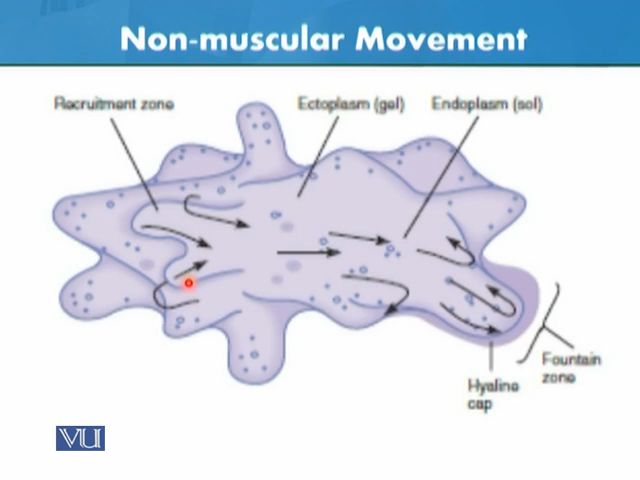 Non-muscular Movement
Recruitment zone
Ectoplasm (gel)
Endoplasm (sol)
Fountain
zone
Hyaline
cap
VU